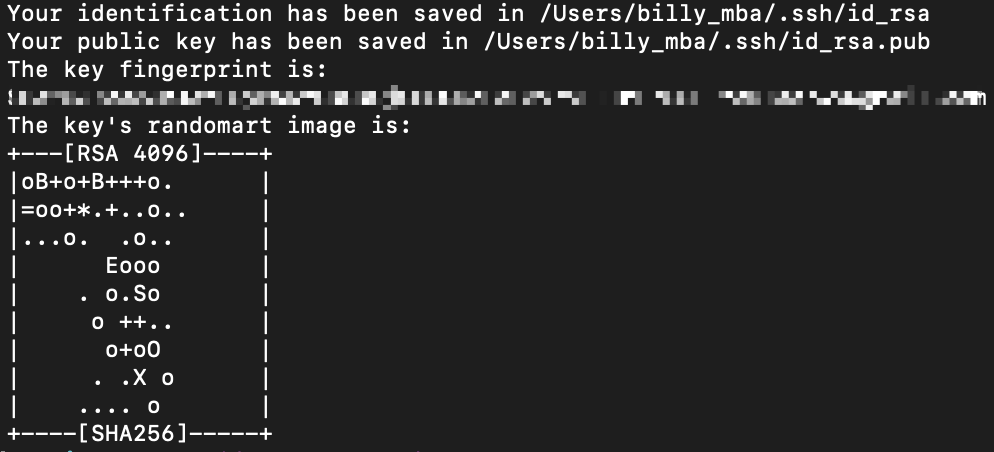 Your identification has been saved in /Users/billy_mba/.ssh/id_rsa
Your public key has been saved in /Users/billy_mba/.ssh/id_rsa.pub
The key fingerprint is:
The key's randomart image is:
+---[RSA 4096]----+
|oB+o+B+++o.      |
|=oo+*.+..o..     |
|...o.  .o..      |
|      Eooo       |
|    . o.So       |
|     o ++..      |
|      o+oO       |
|     . .X o      |
|    .... o       |
+----[SHA256]-----+